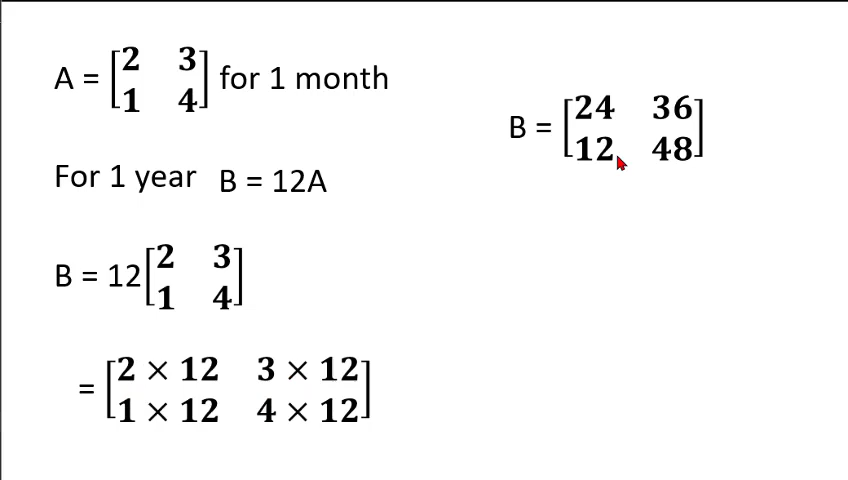 A = [2 3
1 4] for 1 month
For 1 year B = 12A
B = 12[2 3
1 4]
= [2 × 12 3 × 12
1 × 12 4 × 12]
B = [24 36
12 48]